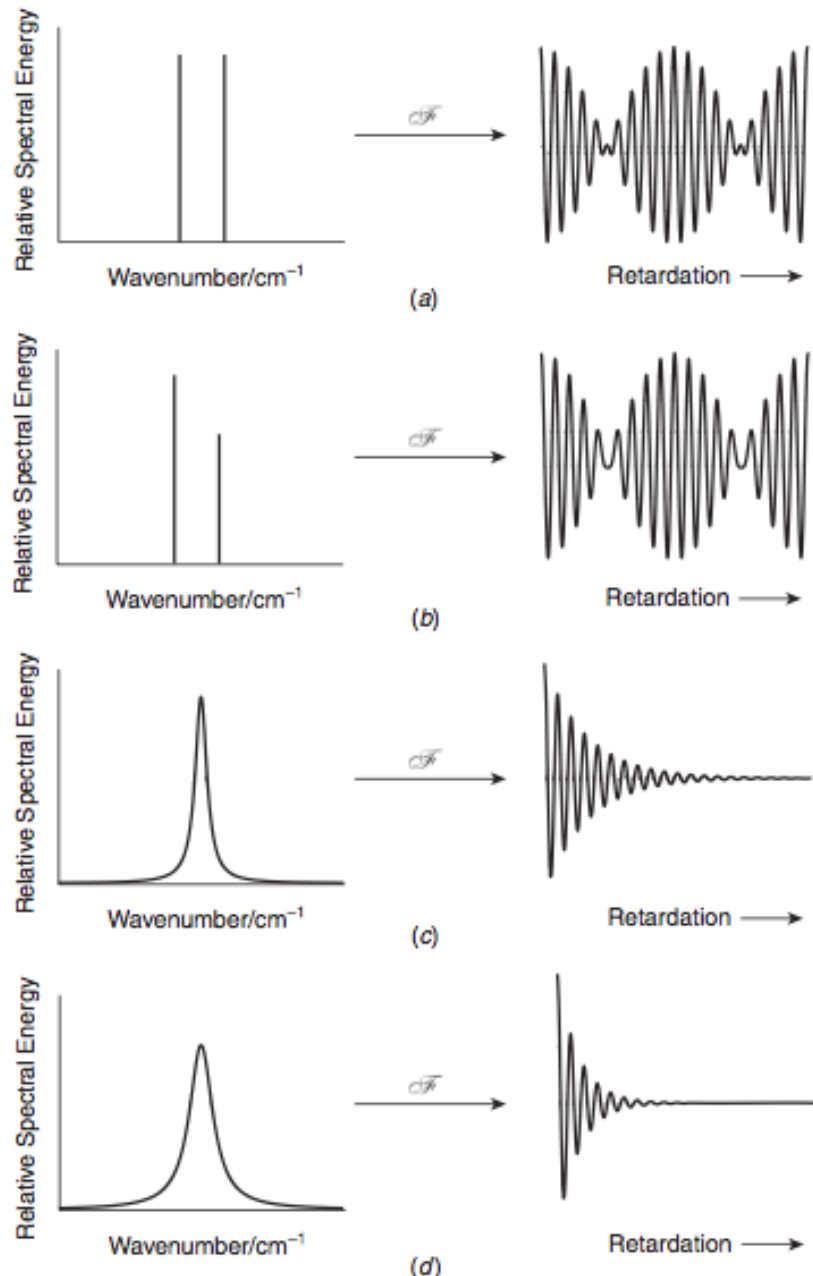 Relative Spectral Energy
ℱ
Wavenumber/cm⁻¹
Retardation
(a)
Relative Spectral Energy
ℱ
Wavenumber/cm⁻¹
Retardation
(b)
Relative Spectral Energy
ℱ
Wavenumber/cm⁻¹
Retardation
(c)
Relative Spectral Energy
ℱ
Wavenumber/cm⁻¹
Retardation
(d)